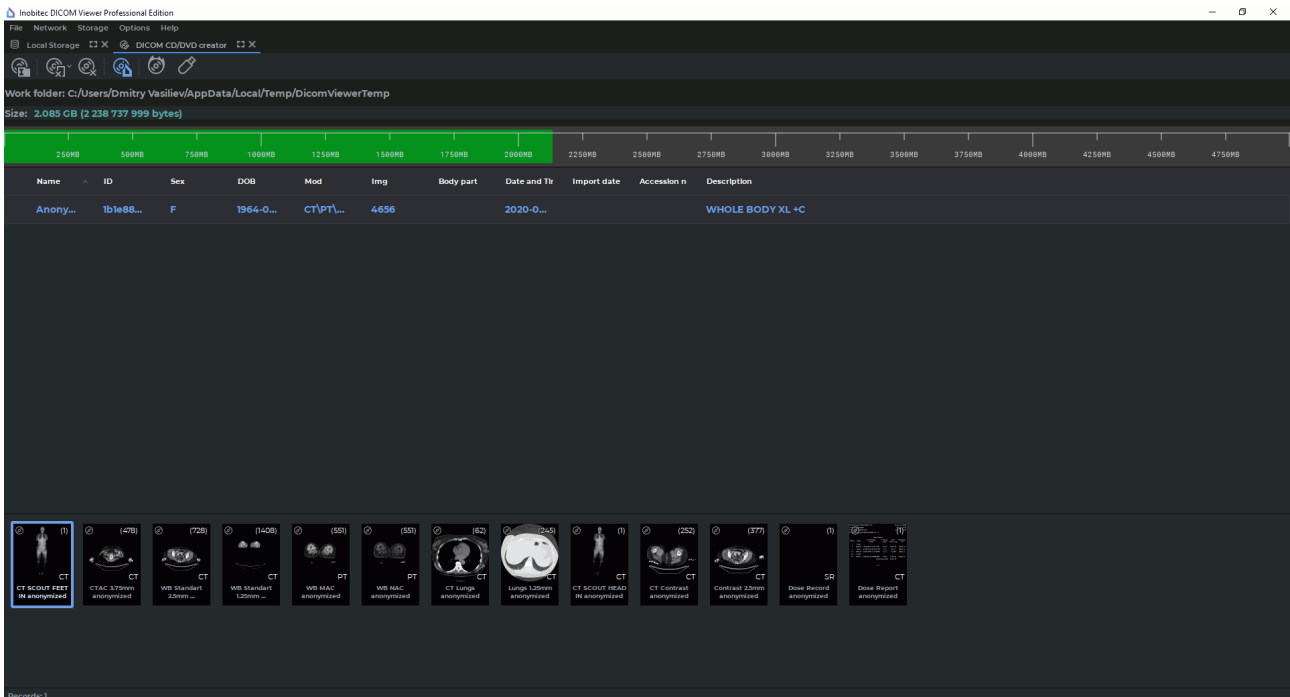 Inobitec DICOM Viewer Professional Edition
File Network Storage Options Help
Local Storage DICOM CD/DVD creator
Work folder: C:/Users/Dmitry Vasiliev/AppData/Local/Temp/DicomViewerTemp
Size: 2.085 GB (2 238 737 999 bytes)
250MB 500MB 750MB 1000MB 1250MB 1500MB 1750MB 2000MB 2250MB 2500MB 2750MB 3000MB 3250MB 3500MB 3750MB 4000MB 4250MB 4500MB 4750MB
Name ID Sex DOB Mod Img Body part Date and Tir Import date Accession n Description
Anony... 1b1e88... F 1964-0... CT\PT\... 4656 2020-0... WHOLE BODY XL +C
(1) (478) (728) (1408) (551) (551) (62) (245) (1) (252) (377) (1) (1)
CT CT CT CT PT PT CT CT CT CT CT SR CT
CT SCOUT FEET CTAC 3.75mm WB Standart WB Standart WB MAC WB NAC CT Lungs Lungs 1.25mm CT SCOUT HEAD CT Contrast Contrast 2.5mm Dose Record Dose Report
IN anonymized anonymized 2.5mm ... 1.25mm ... anonymized anonymized anonymized anonymized IN anonymized anonymized anonymized anonymized anonymized
Records: 1